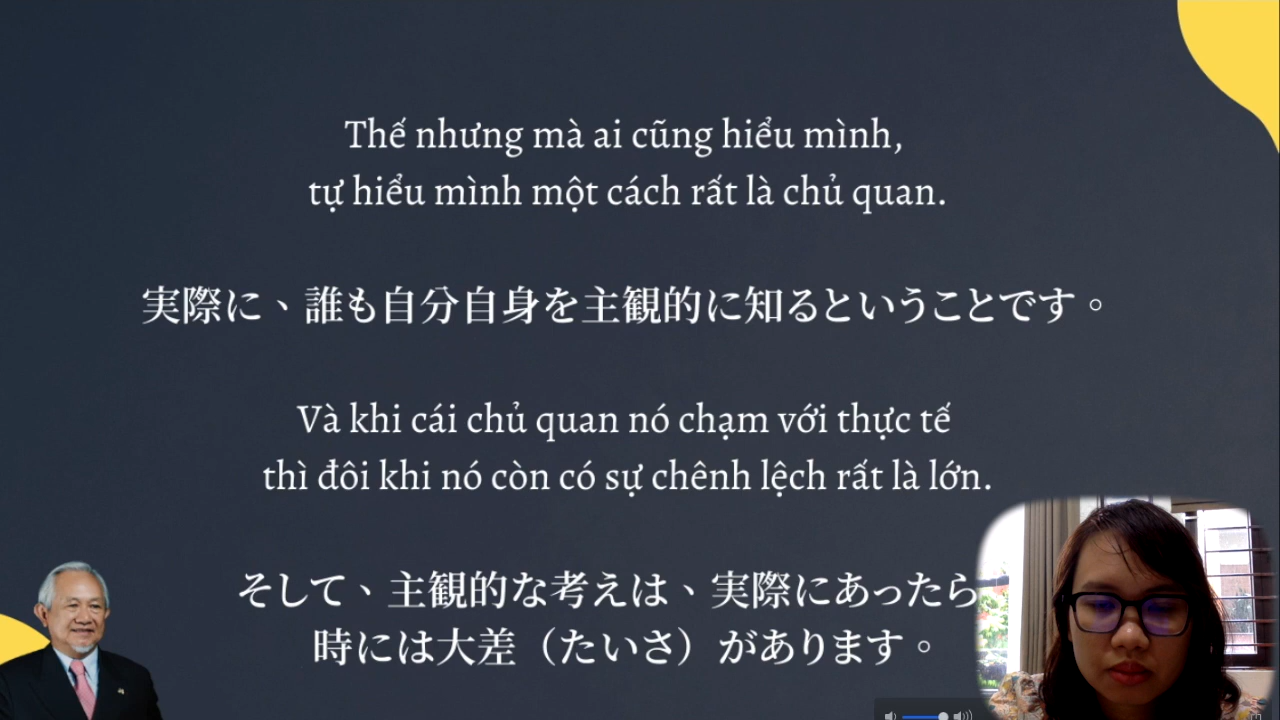 Thế nhưng mà ai cũng hiểu mình,
tự hiểu mình một cách rất là chủ quan.
実際に、誰も自分自身を主観的に知るということです。
Và khi cái chủ quan nó chạm với thực tế
thì đôi khi nó còn có sự chênh lệch rất là lớn.
そして、主観的な考えは、実際にあったら
時には大差（たいさ）があります。